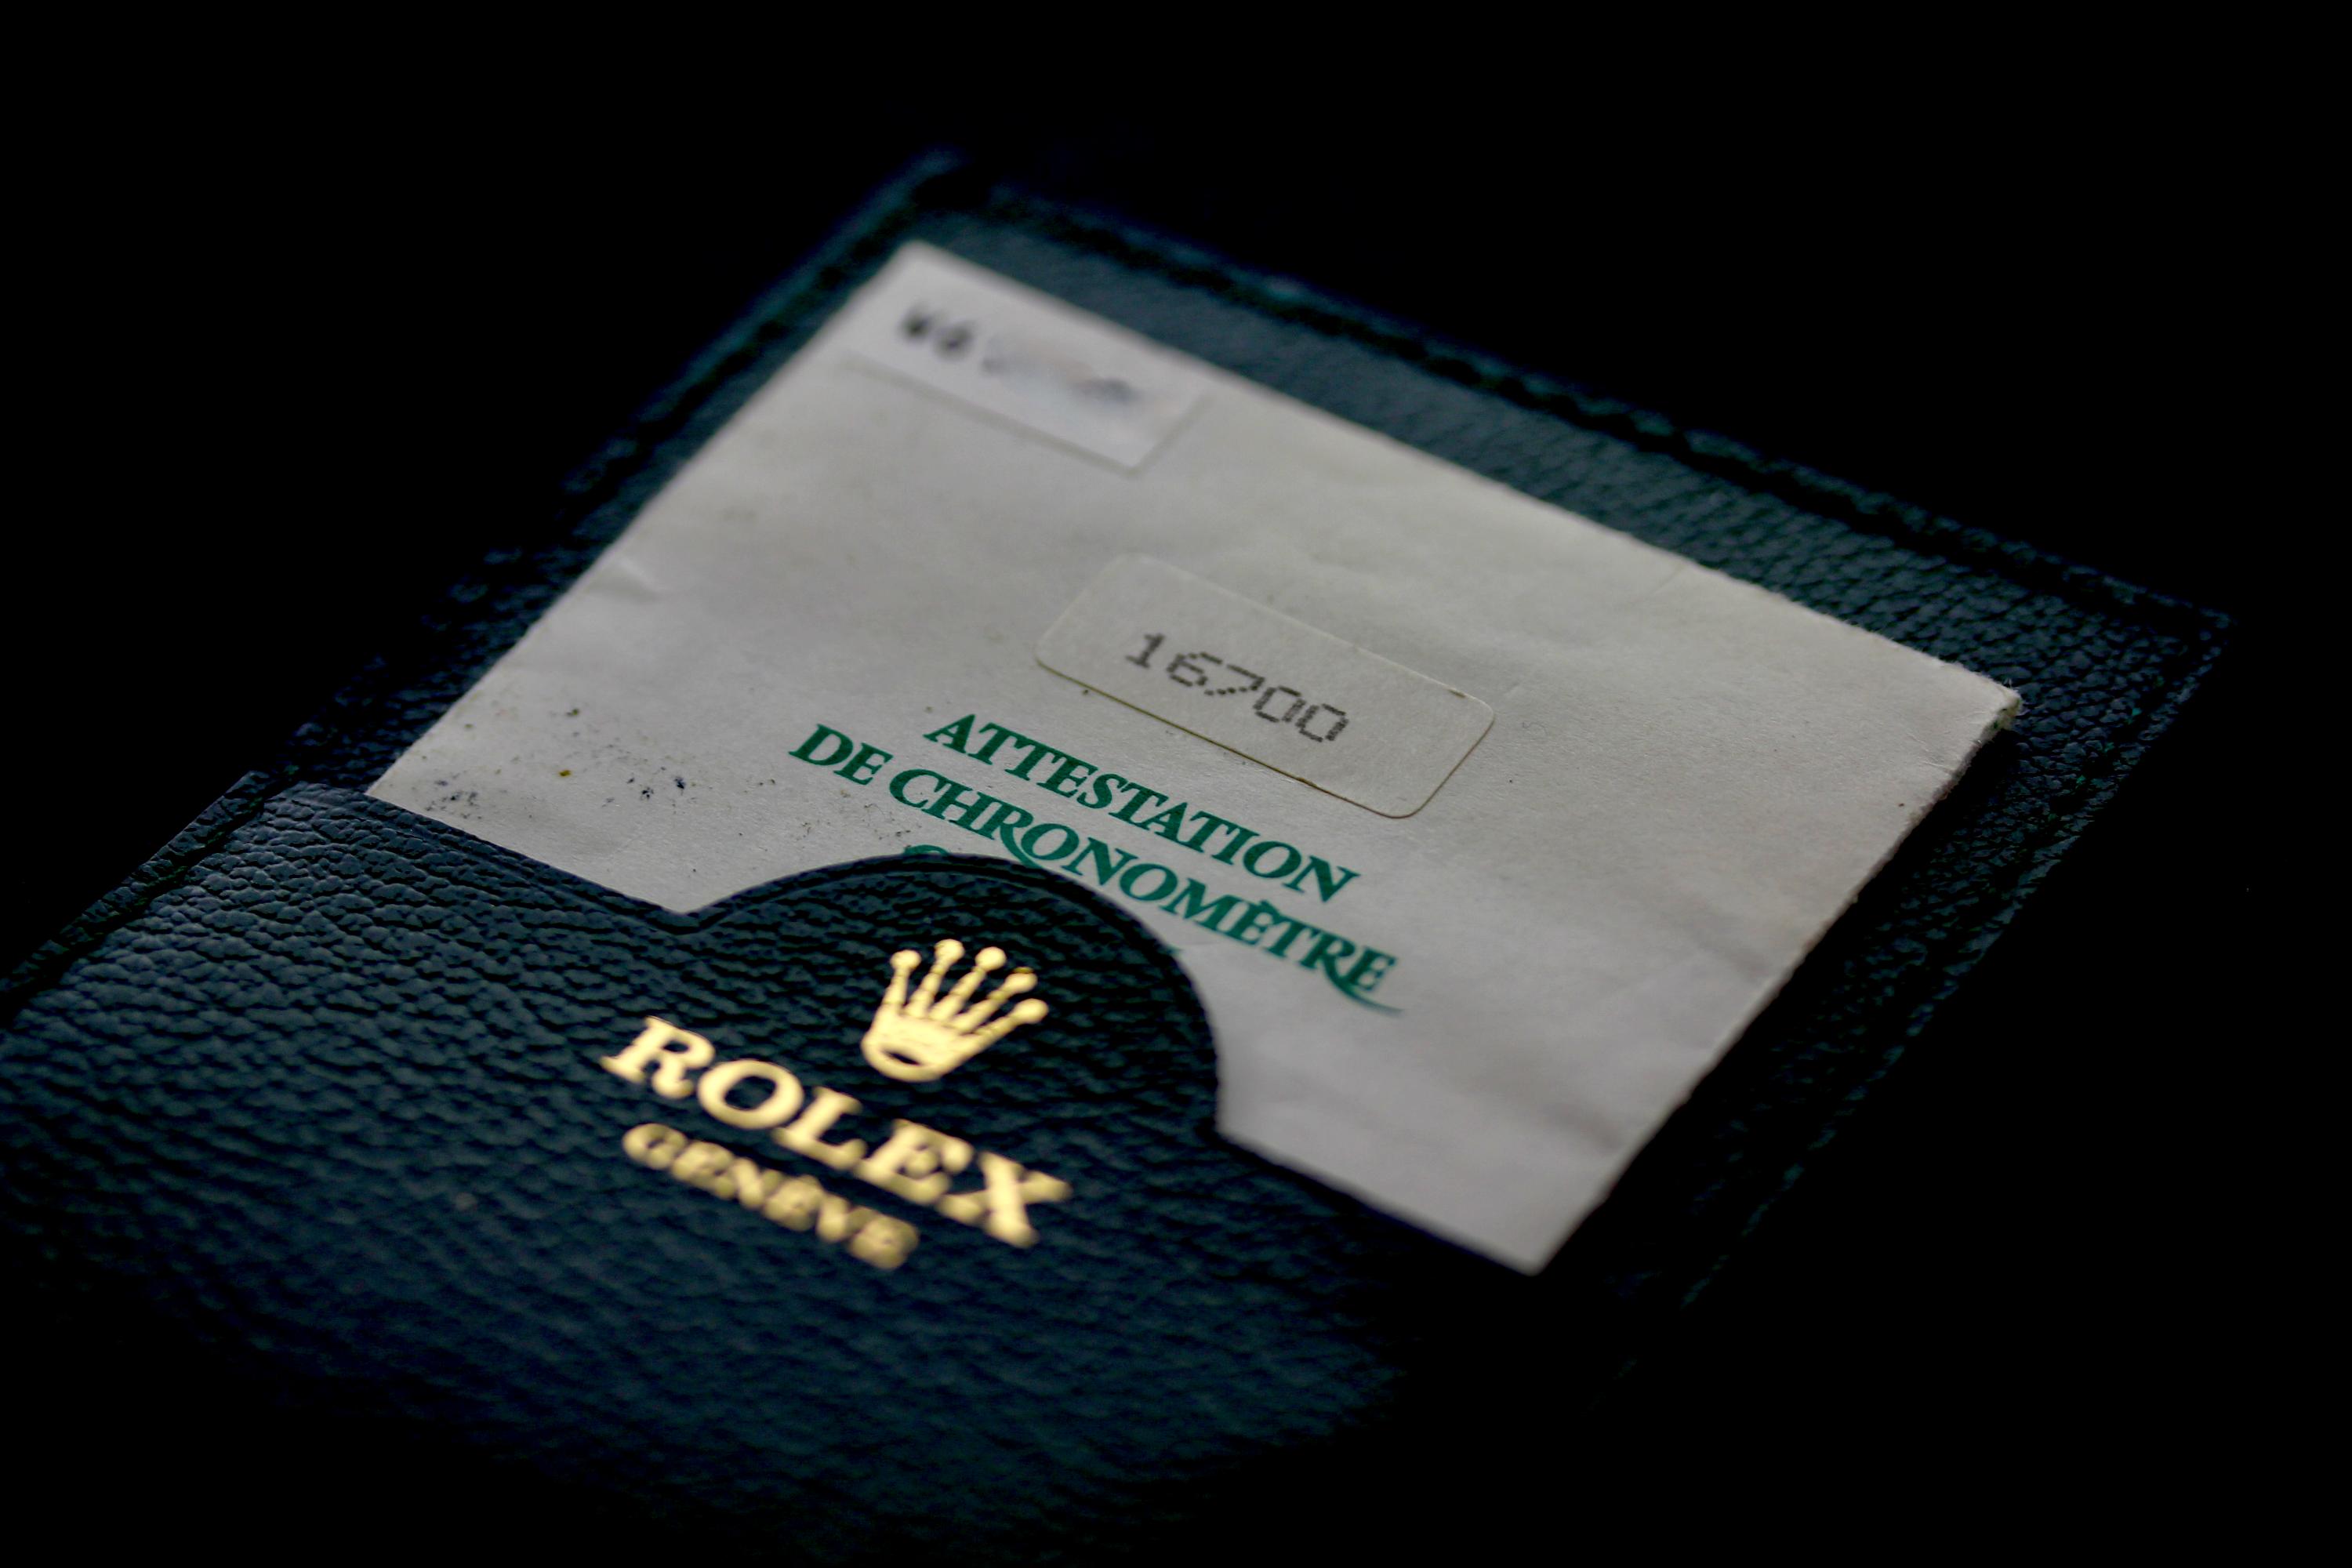 16700
ATTESTATION
DE CHRONOMÈTRE
ROLEX
GENÈVE